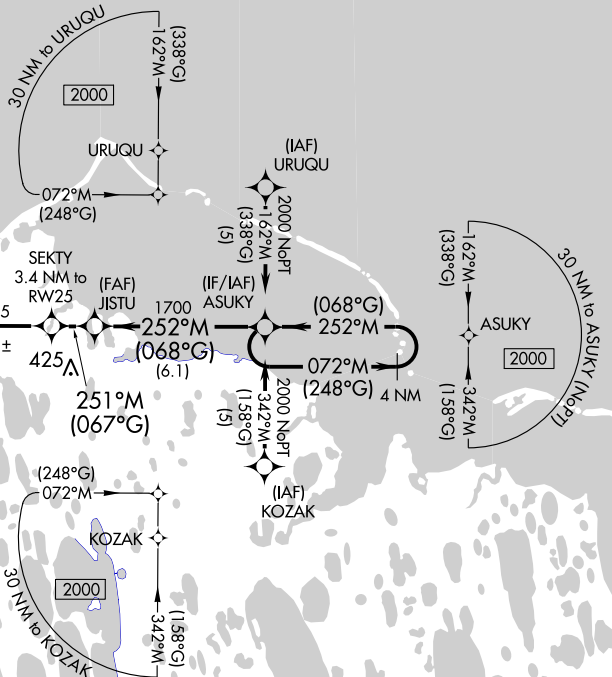 30 NM to URUQU
(338°G)
162°M
2000
URUQU
072°M
(248°G)
(IAF)
URUQU
2000 NoPT
162°M
(338°G)
(5)
SEKTY
3.4 NM to
RW25
(FAF)
JISTU
1700
252°M
(068°G)
(6.1)
(IF/IAF)
ASUKY
(068°G)
252°M
072°M
(248°G)
4 NM
5
±
425
251°M
(067°G)
2000 NoPT
342°M
(158°G)
(5)
(IAF)
KOZAK
162°M
(338°G)
30 NM to ASUKY (NoPT)
ASUKY
2000
342°M
(158°G)
(248°G)
072°M
KOZAK
2000
30 NM to KOZAK
(158°G)
342°M